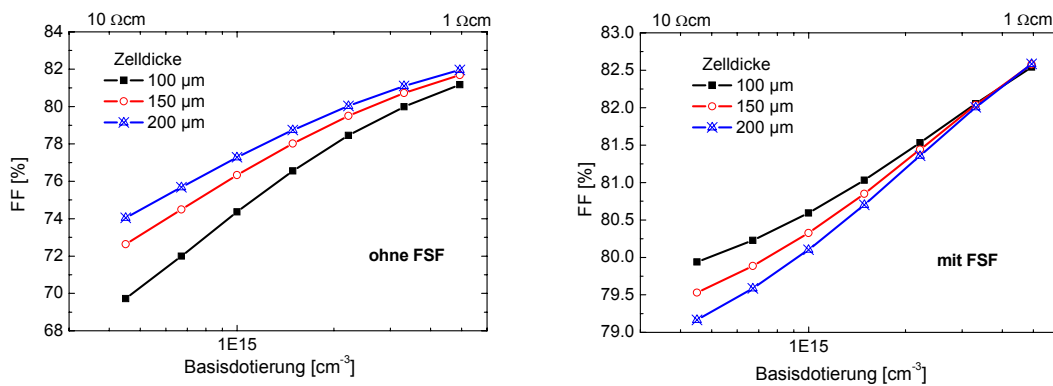 10 Ωcm 1 Ωcm
84
82
80
78
76
74
72
70
68
FF [%]
Zelldicke
100 µm
150 µm
200 µm
ohne FSF
1E15
Basisdotierung [cm-3]
10 Ωcm 1 Ωcm
83.0
82.5
82.0
81.5
81.0
80.5
80.0
79.5
79.0
FF [%]
Zelldicke
100 µm
150 µm
200 µm
mit FSF
1E15
Basisdotierung [cm-3]